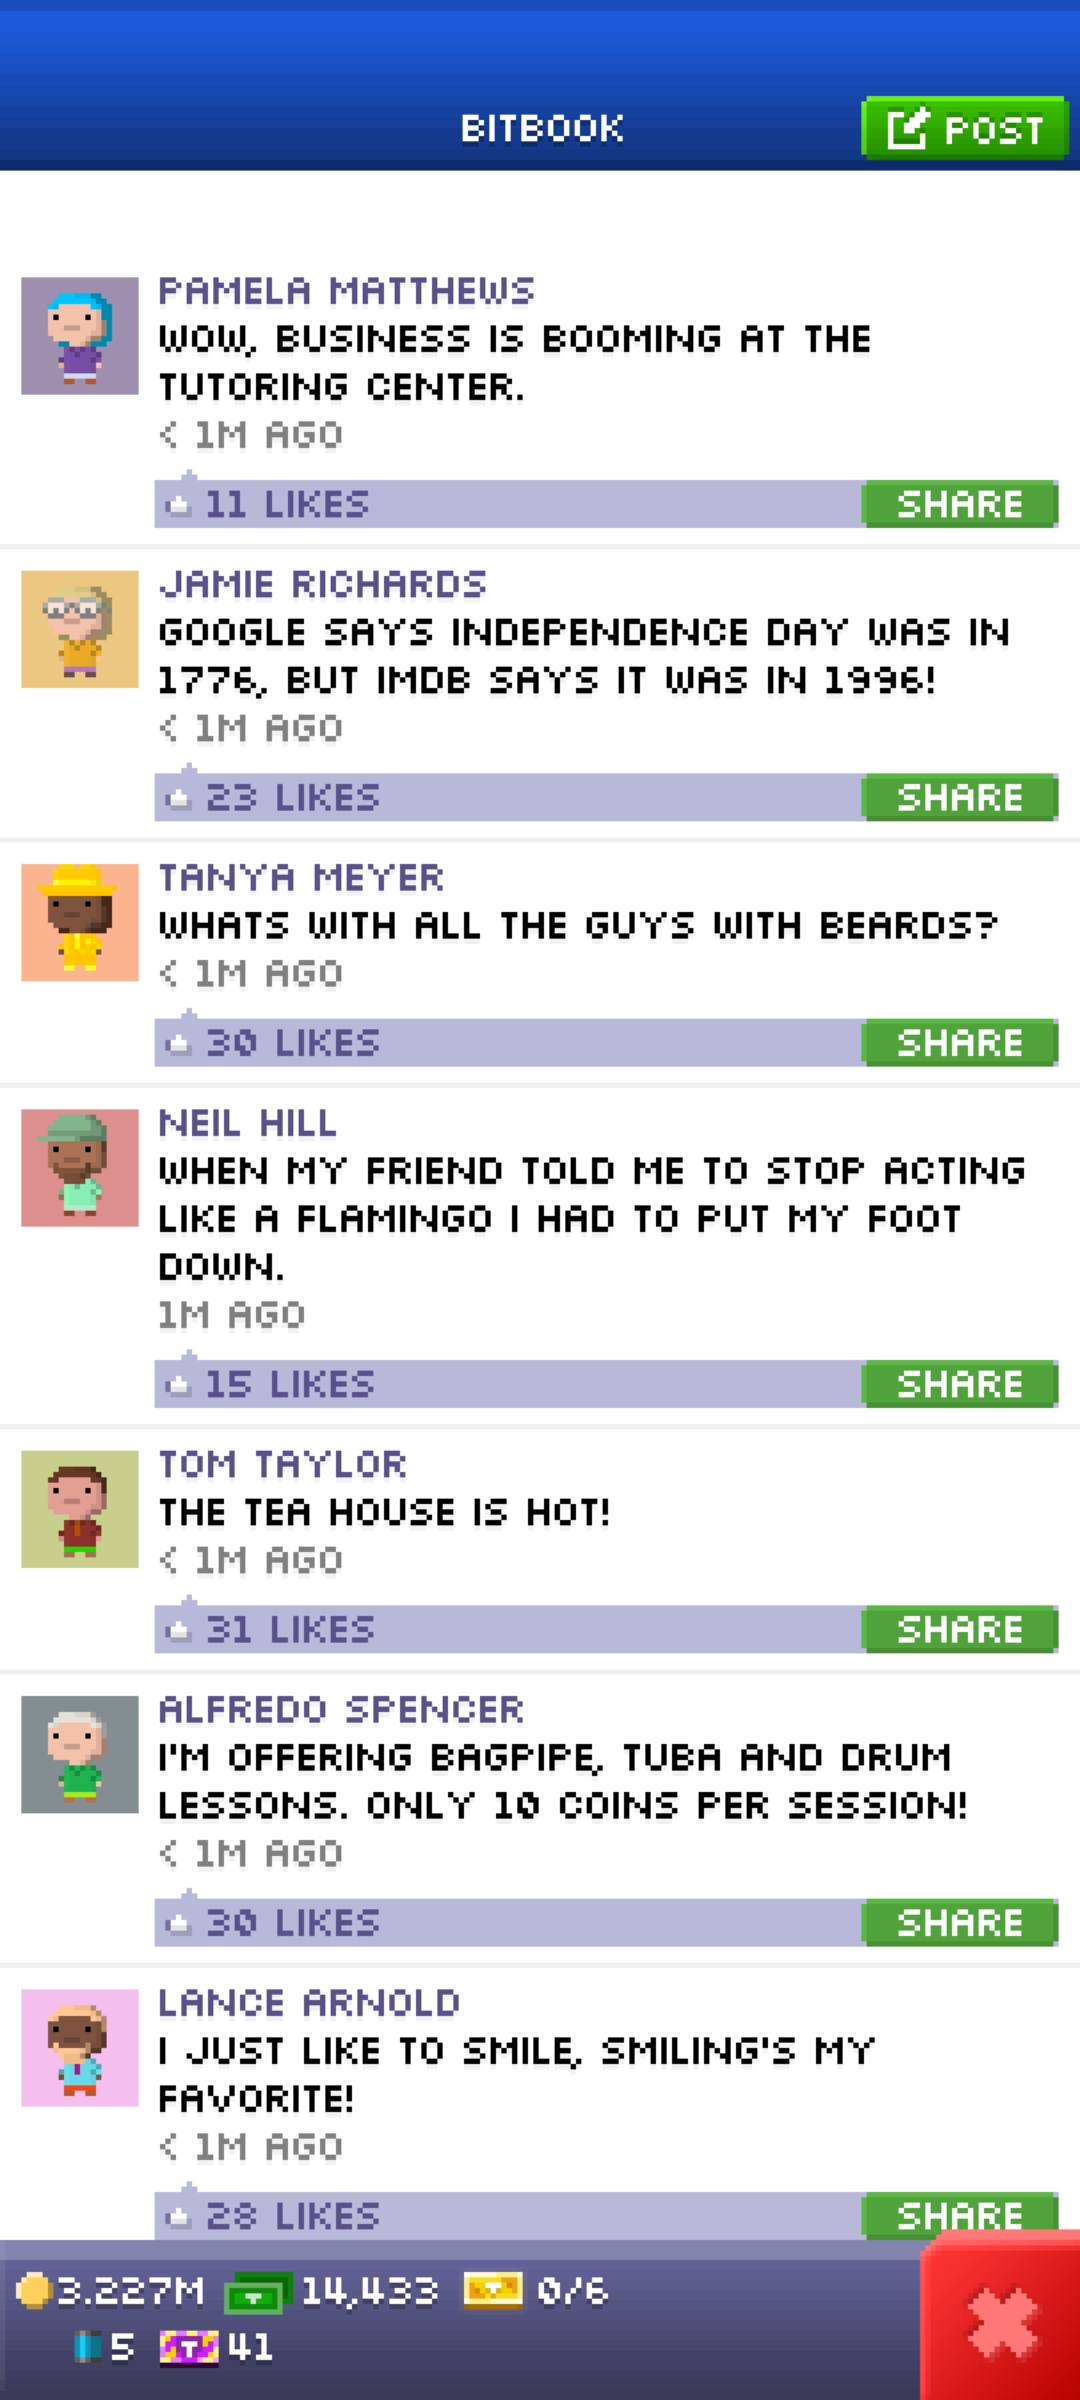 BITBOOK
POST
PAMELA MATTHEWS
WOW, BUSINESS IS BOOMING AT THE
TUTORING CENTER.
< 1M AGO
11 LIKES
SHARE
JAMIE RICHARDS
GOOGLE SAYS INDEPENDENCE DAY WAS IN
1776, BUT IMDB SAYS IT WAS IN 1996!
< 1M AGO
23 LIKES
SHARE
TANYA MEYER
WHATS WITH ALL THE GUYS WITH BEARDS?
< 1M AGO
30 LIKES
SHARE
NEIL HILL
WHEN MY FRIEND TOLD ME TO STOP ACTING
LIKE A FLAMINGO I HAD TO PUT MY FOOT
DOWN.
1M AGO
15 LIKES
SHARE
TOM TAYLOR
THE TEA HOUSE IS HOT!
< 1M AGO
31 LIKES
SHARE
ALFREDO SPENCER
I'M OFFERING BAGPIPE, TUBA AND DRUM
LESSONS. ONLY 10 COINS PER SESSION!
< 1M AGO
30 LIKES
SHARE
LANCE ARNOLD
I JUST LIKE TO SMILE, SMILING'S MY
FAVORITE!
< 1M AGO
28 LIKES
SHARE
3.227M 14,433 0/6
5 T 41